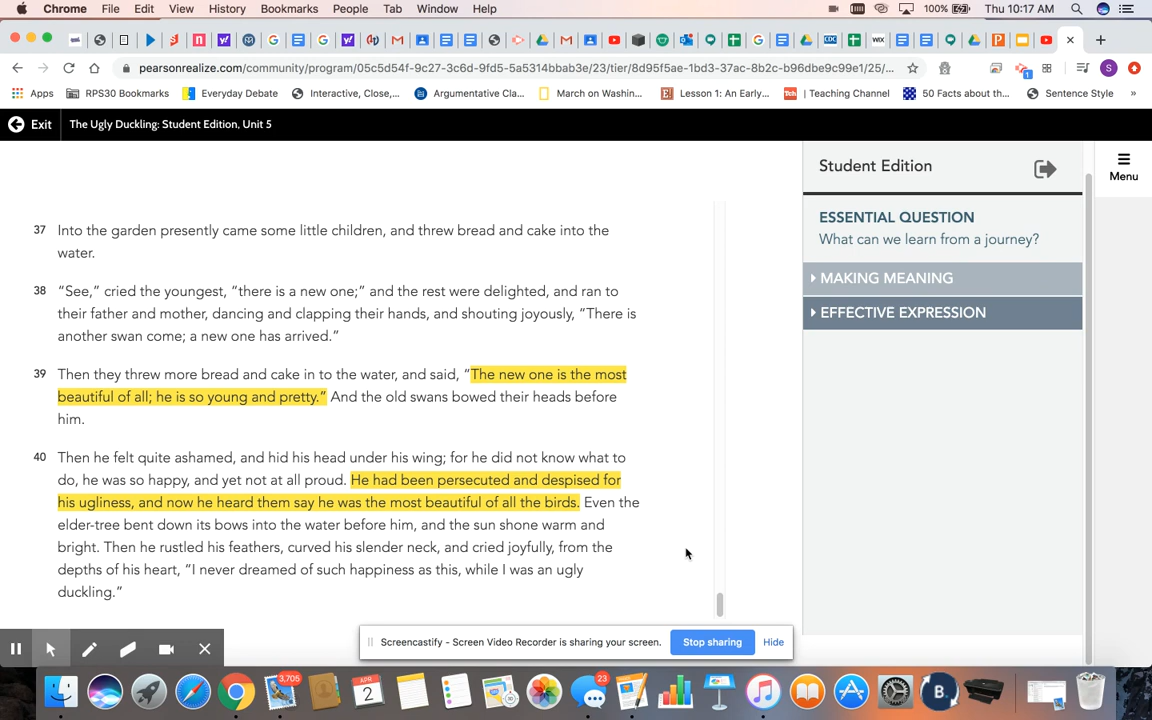 Chrome File Edit View History Bookmarks People Tab Window Help 100% Thu 10:17 AM
pearsonrealize.com/community/program/05c5d54f-9c27-3c6d-9fd5-5a5314bbab3e/23/tier/8d95f5ae-1bd3-37ac-8b2c-b96dbe9c99e1/25/... S
Apps RPS30 Bookmarks Everyday Debate Interactive, Close,... Argumentative Cla... March on Washin... Lesson 1: An Early... | Teaching Channel 50 Facts about th... Sentence Style »
Exit The Ugly Duckling: Student Edition, Unit 5
Student Edition
Menu
ESSENTIAL QUESTION
What can we learn from a journey?
MAKING MEANING
EFFECTIVE EXPRESSION
37 Into the garden presently came some little children, and threw bread and cake into the
water.
38 “See,” cried the youngest, “there is a new one;” and the rest were delighted, and ran to
their father and mother, dancing and clapping their hands, and shouting joyously, “There is
another swan come; a new one has arrived.”
39 Then they threw more bread and cake in to the water, and said, “The new one is the most
beautiful of all; he is so young and pretty.” And the old swans bowed their heads before
him.
40 Then he felt quite ashamed, and hid his head under his wing; for he did not know what to
do, he was so happy, and yet not at all proud. He had been persecuted and despised for
his ugliness, and now he heard them say he was the most beautiful of all the birds. Even the
elder-tree bent down its bows into the water before him, and the sun shone warm and
bright. Then he rustled his feathers, curved his slender neck, and cried joyfully, from the
depths of his heart, “I never dreamed of such happiness as this, while I was an ugly
duckling.”
Screencastify - Screen Video Recorder is sharing your screen. Stop sharing Hide
3,705 APR 2 23 B